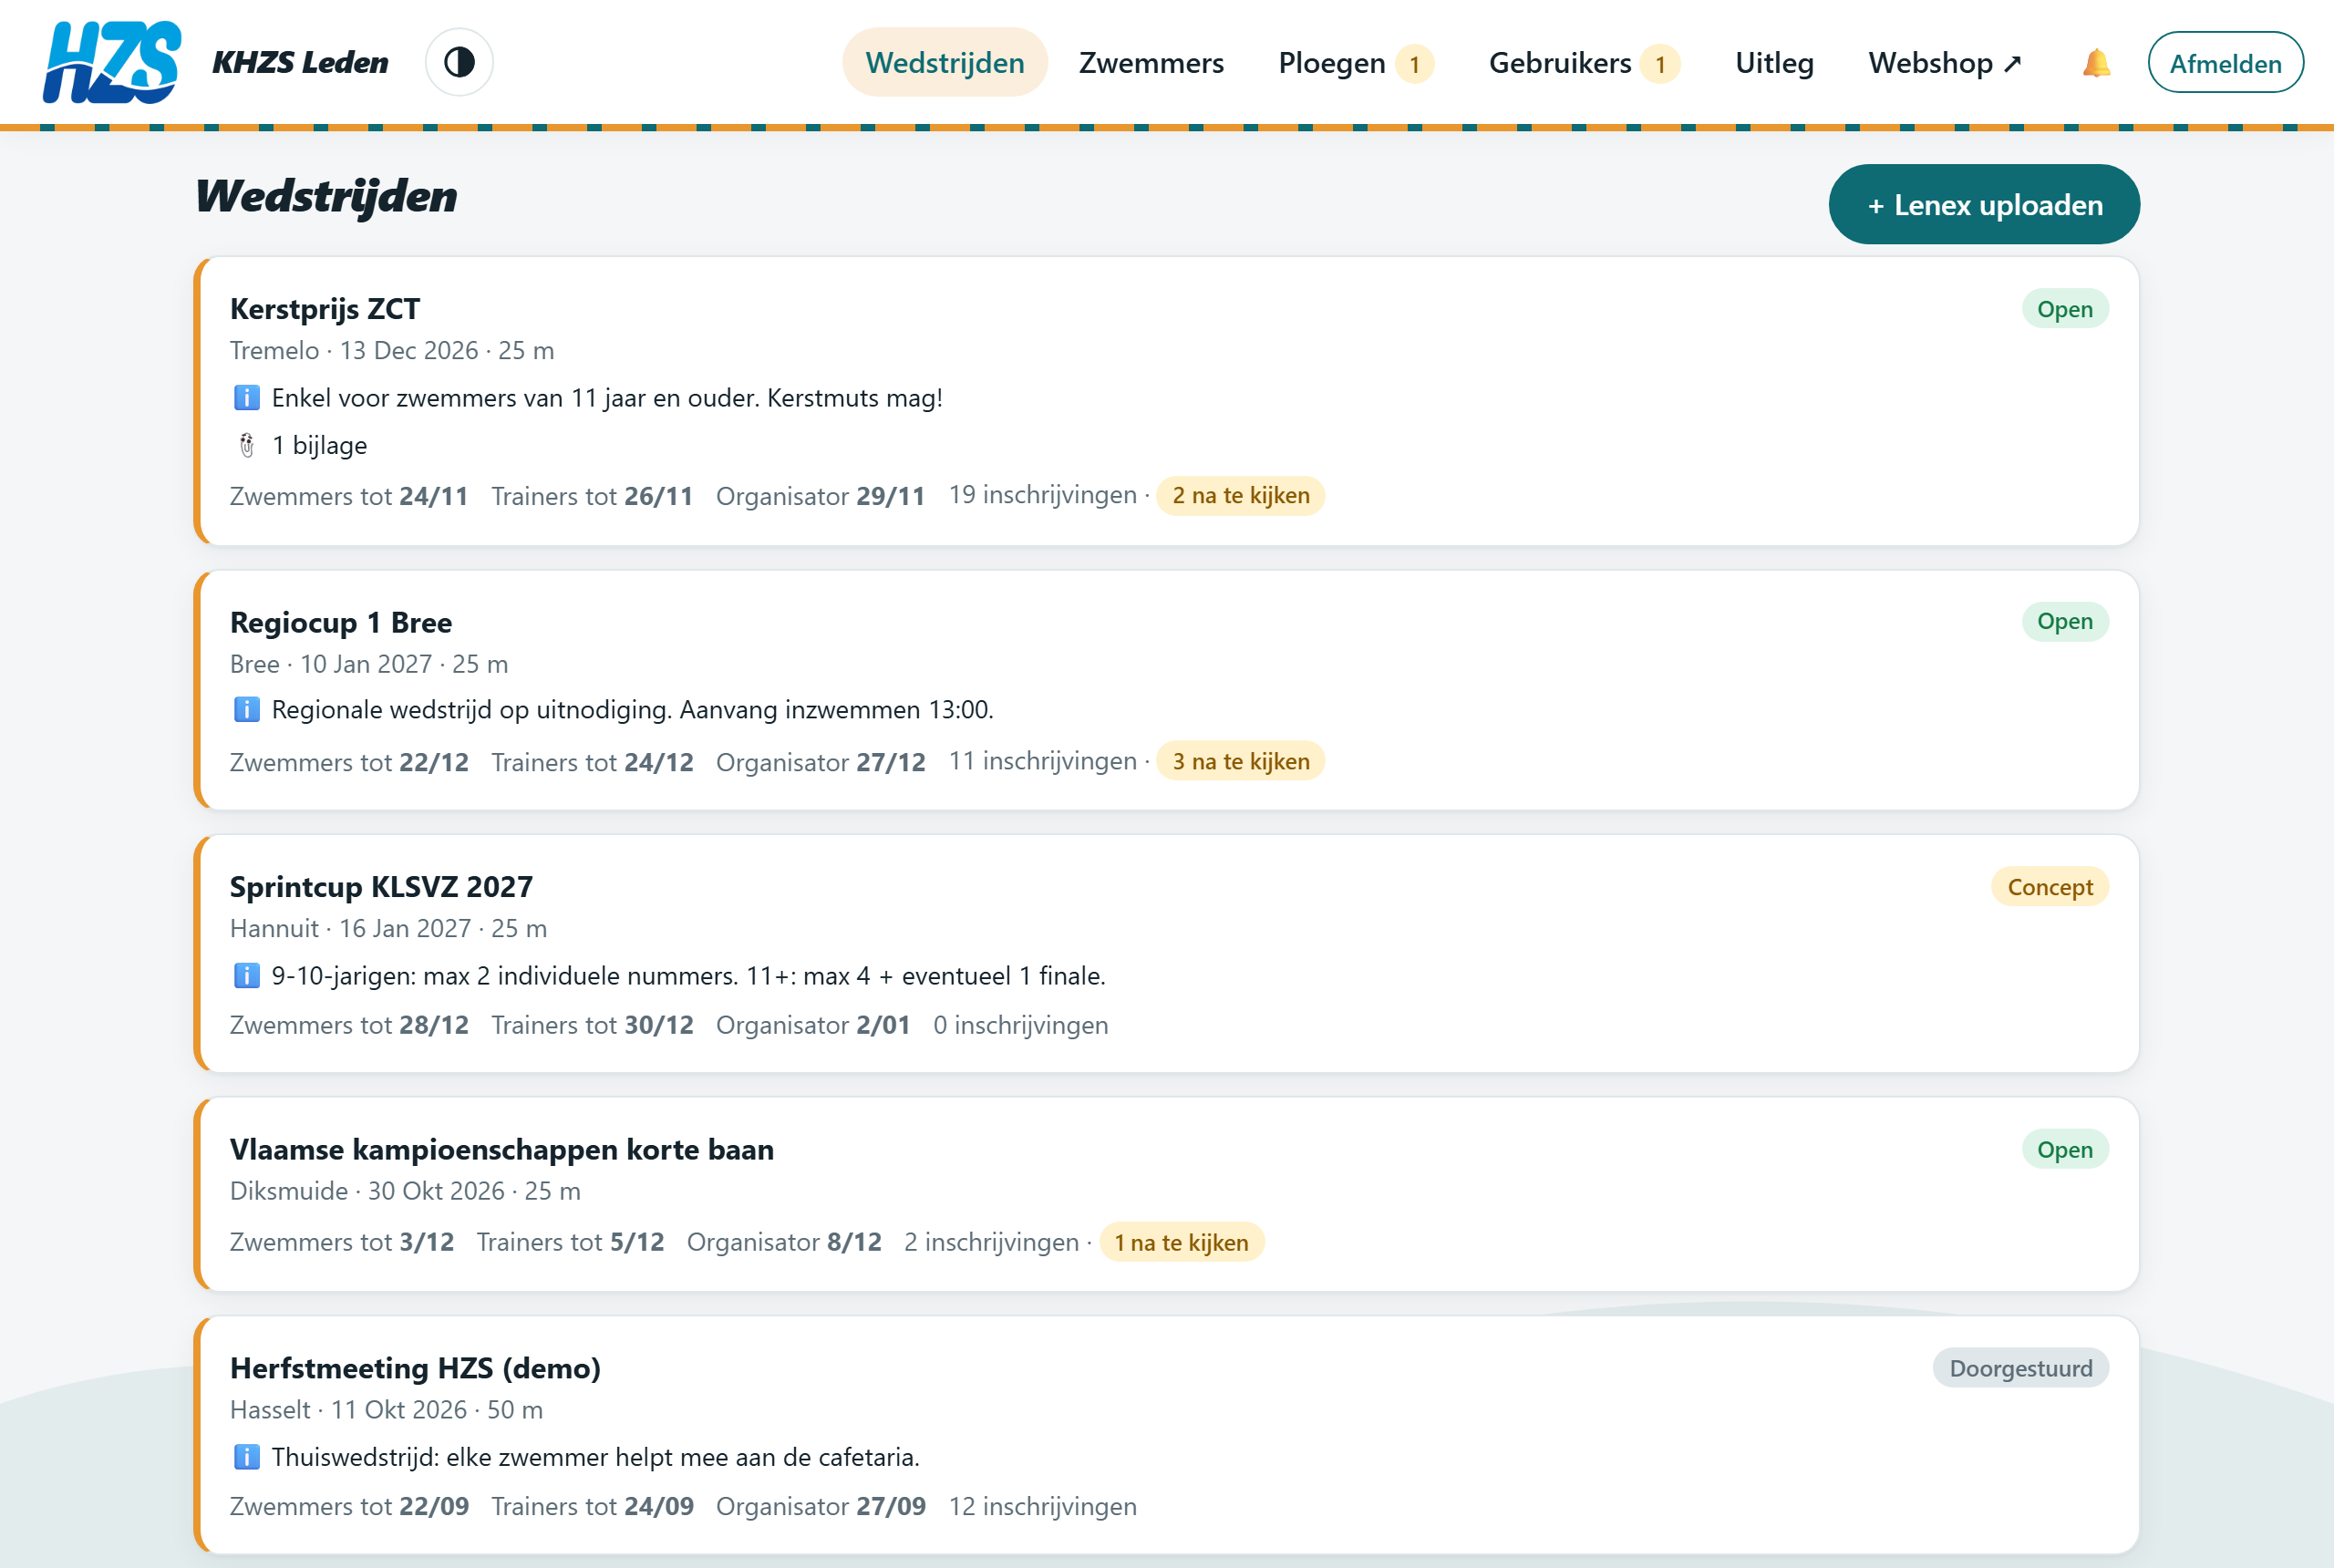 HZS KHZS Leden Wedstrijden Zwemmers Ploegen 1 Gebruikers 1 Uitleg Webshop ↗ Afmelden
Wedstrijden
+ Lenex uploaden
Kerstprijs ZCT
Open
Tremelo · 13 Dec 2026 · 25 m
Enkel voor zwemmers van 11 jaar en ouder. Kerstmuts mag!
1 bijlage
Zwemmers tot 24/11 Trainers tot 26/11 Organisator 29/11 19 inschrijvingen · 2 na te kijken
Regiocup 1 Bree
Open
Bree · 10 Jan 2027 · 25 m
Regionale wedstrijd op uitnodiging. Aanvang inzwemmen 13:00.
Zwemmers tot 22/12 Trainers tot 24/12 Organisator 27/12 11 inschrijvingen · 3 na te kijken
Sprintcup KLSVZ 2027
Concept
Hannuit · 16 Jan 2027 · 25 m
9-10-jarigen: max 2 individuele nummers. 11+: max 4 + eventueel 1 finale.
Zwemmers tot 28/12 Trainers tot 30/12 Organisator 2/01 0 inschrijvingen
Vlaamse kampioenschappen korte baan
Open
Diksmuide · 30 Okt 2026 · 25 m
Zwemmers tot 3/12 Trainers tot 5/12 Organisator 8/12 2 inschrijvingen · 1 na te kijken
Herfstmeeting HZS (demo)
Doorgestuurd
Hasselt · 11 Okt 2026 · 50 m
Thuiswedstrijd: elke zwemmer helpt mee aan de cafetaria.
Zwemmers tot 22/09 Trainers tot 24/09 Organisator 27/09 12 inschrijvingen